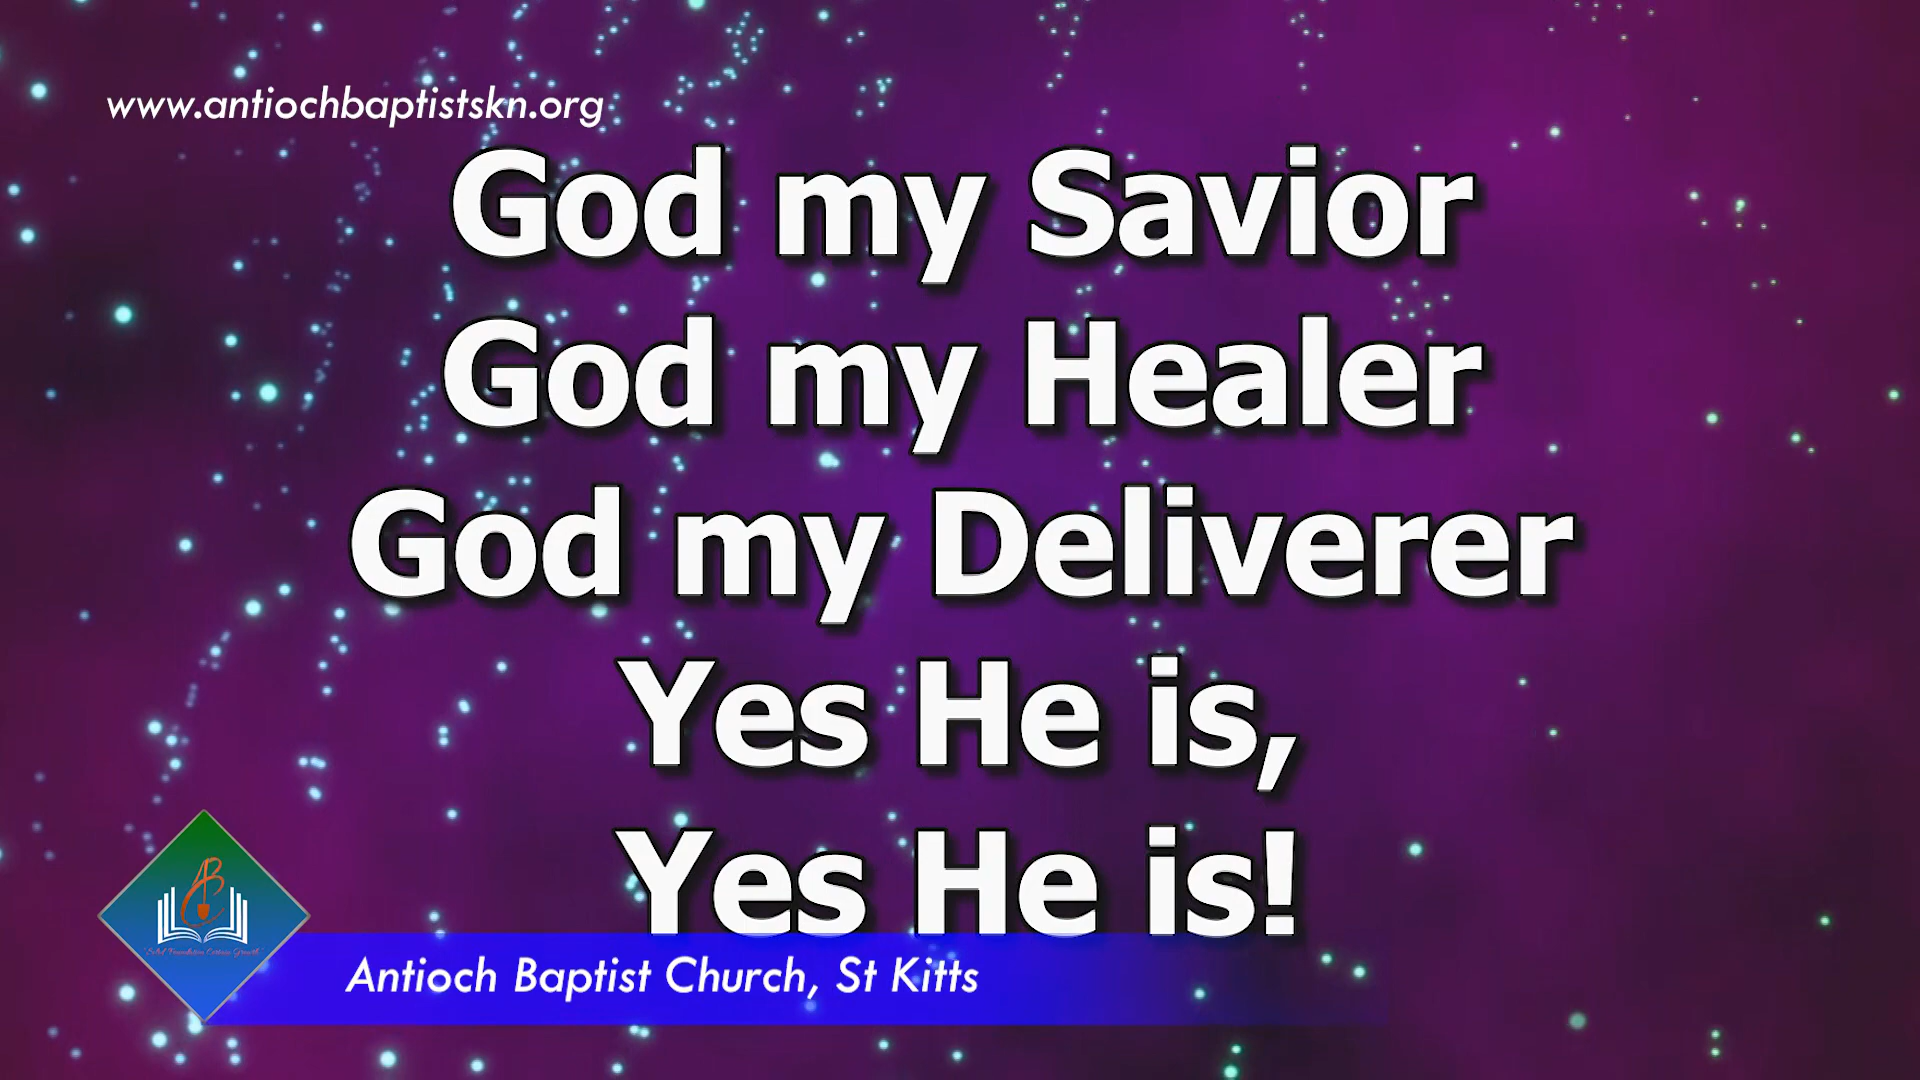 www.antiochbaptistskn.org
God my Savior
God my Healer
God my Deliverer
Yes He is,
Yes He is!
Antioch Baptist Church, St Kitts